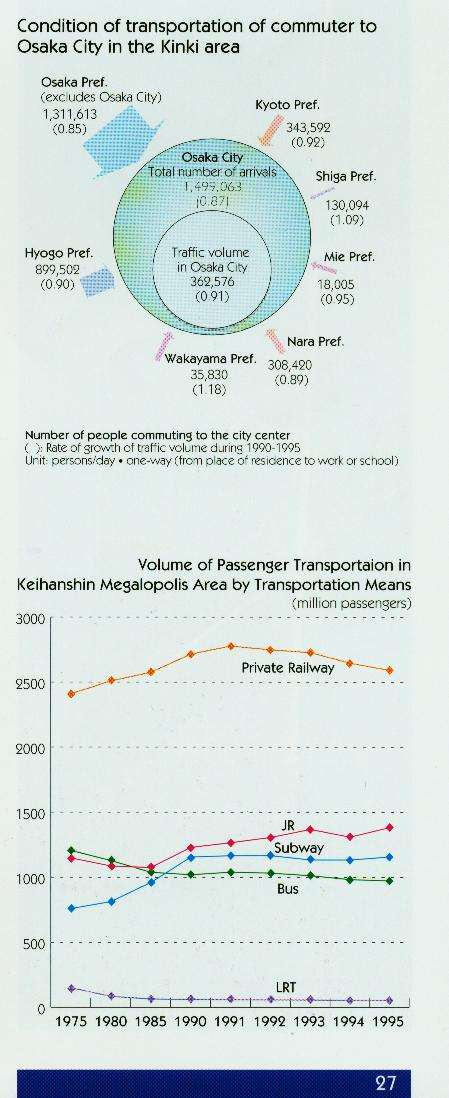 Condition of transportation of commuter to
Osaka City in the Kinki area
Osaka Pref.
(excludes Osaka City)
1,311,613
(0.85)
Kyoto Pref.
343,592
(0.92)
Osaka City
Total number of arrivals
1,499,063
(0.87)
Shiga Pref.
130,094
(1.09)
Hyogo Pref.
899,502
(0.90)
Traffic volume
in Osaka City
362,576
(0.91)
Mie Pref.
18,005
(0.95)
Nara Pref.
308,420
(0.89)
Wakayama Pref.
35,830
(1.18)
Number of people commuting to the city center
( ): Rate of growth of traffic volume during 1990-1995
Unit: persons/day • one-way (from place of residence to work or school)
Volume of Passenger Transportaion in
Keihanshin Megalopolis Area by Transportation Means
(million passengers)
3000
Private Railway
2500
2000
1500
JR
Subway
1000
Bus
500
LRT
0
1975 1980 1985 1990 1991 1992 1993 1994 1995
27